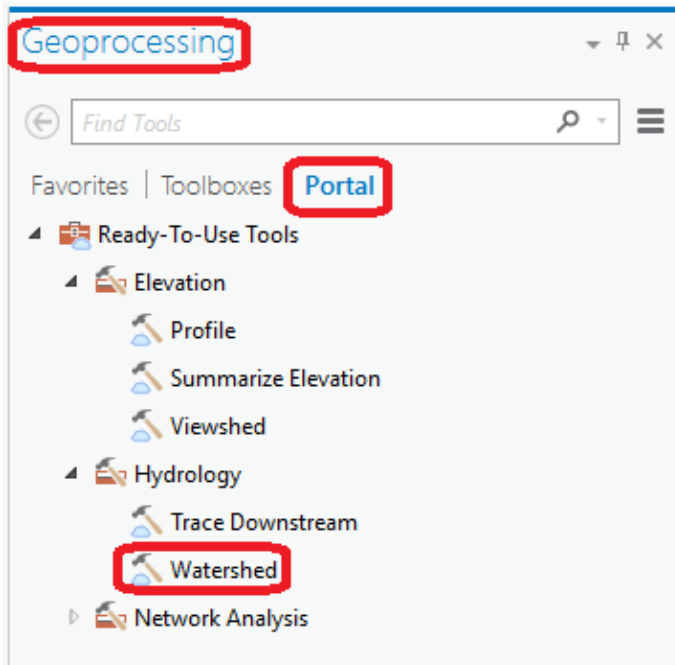 Geoprocessing
Find Tools
Favorites | Toolboxes Portal
Ready-To-Use Tools
Elevation
Profile
Summarize Elevation
Viewshed
Hydrology
Trace Downstream
Watershed
Network Analysis